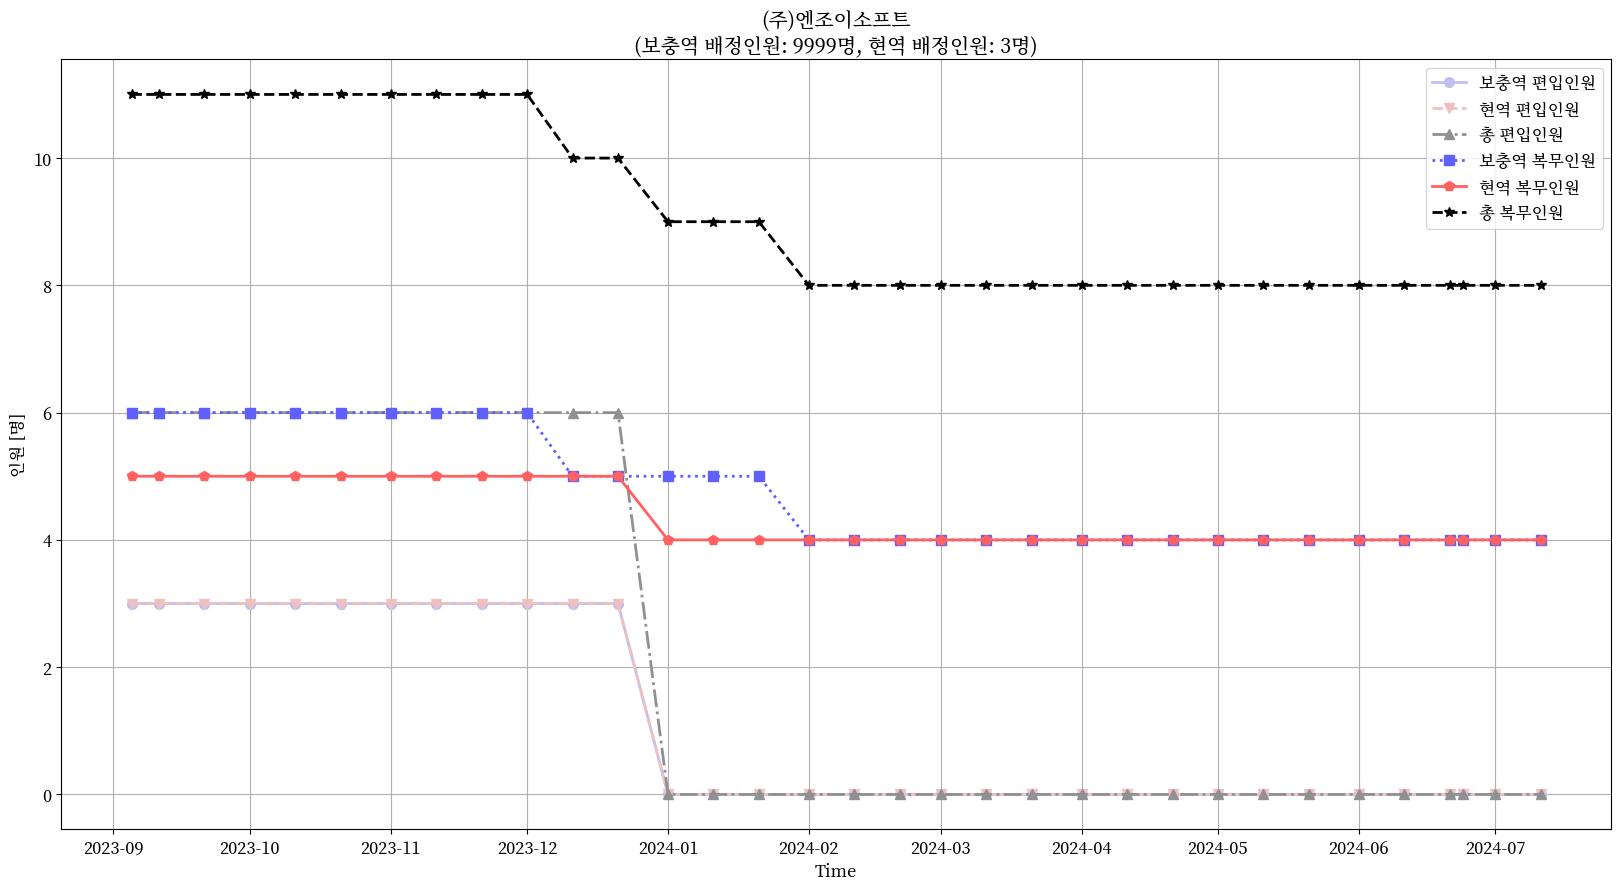 (주)엔조이소프트
(보충역 배정인원: 9999명, 현역 배정인원: 3명)
보충역 편입인원
현역 편입인원
총 편입인원
보충역 복무인원
현역 복무인원
총 복무인원
인원 [명]
10
8
6
4
2
0
2023-09 2023-10 2023-11 2023-12 2024-01 2024-02 2024-03 2024-04 2024-05 2024-06 2024-07
Time